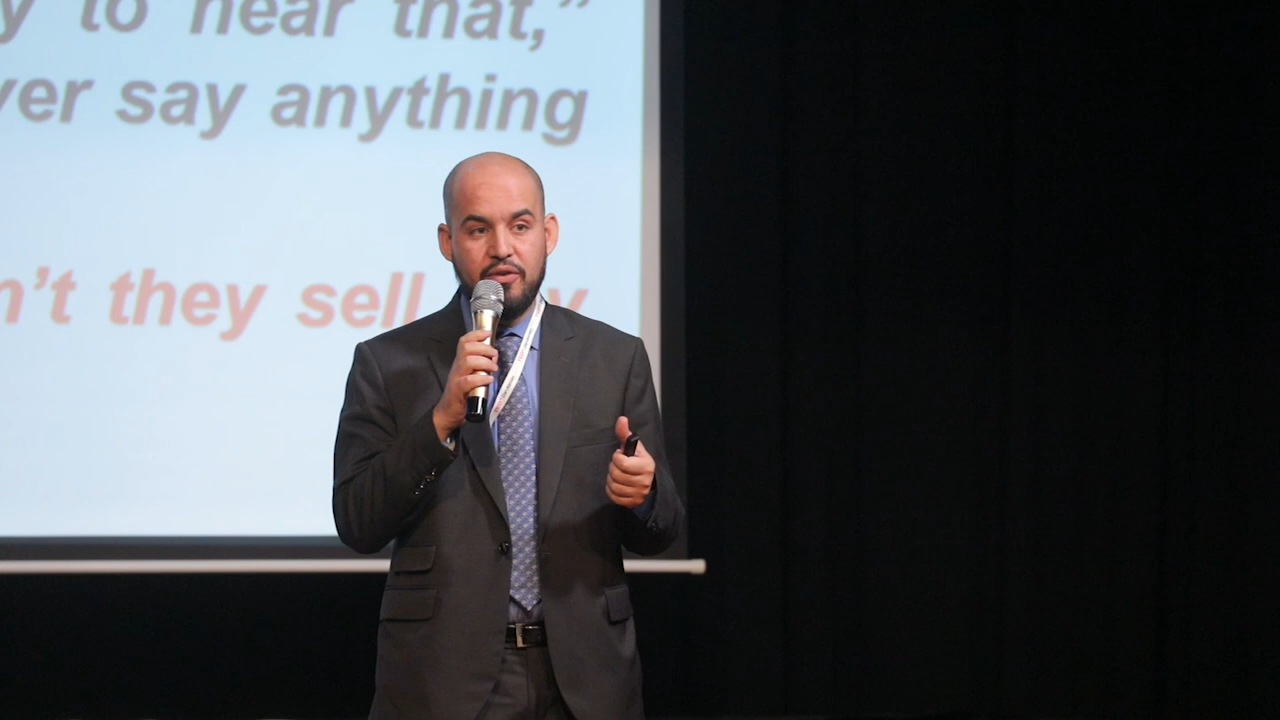 y to hear that,”
ver say anything
n’t they sell